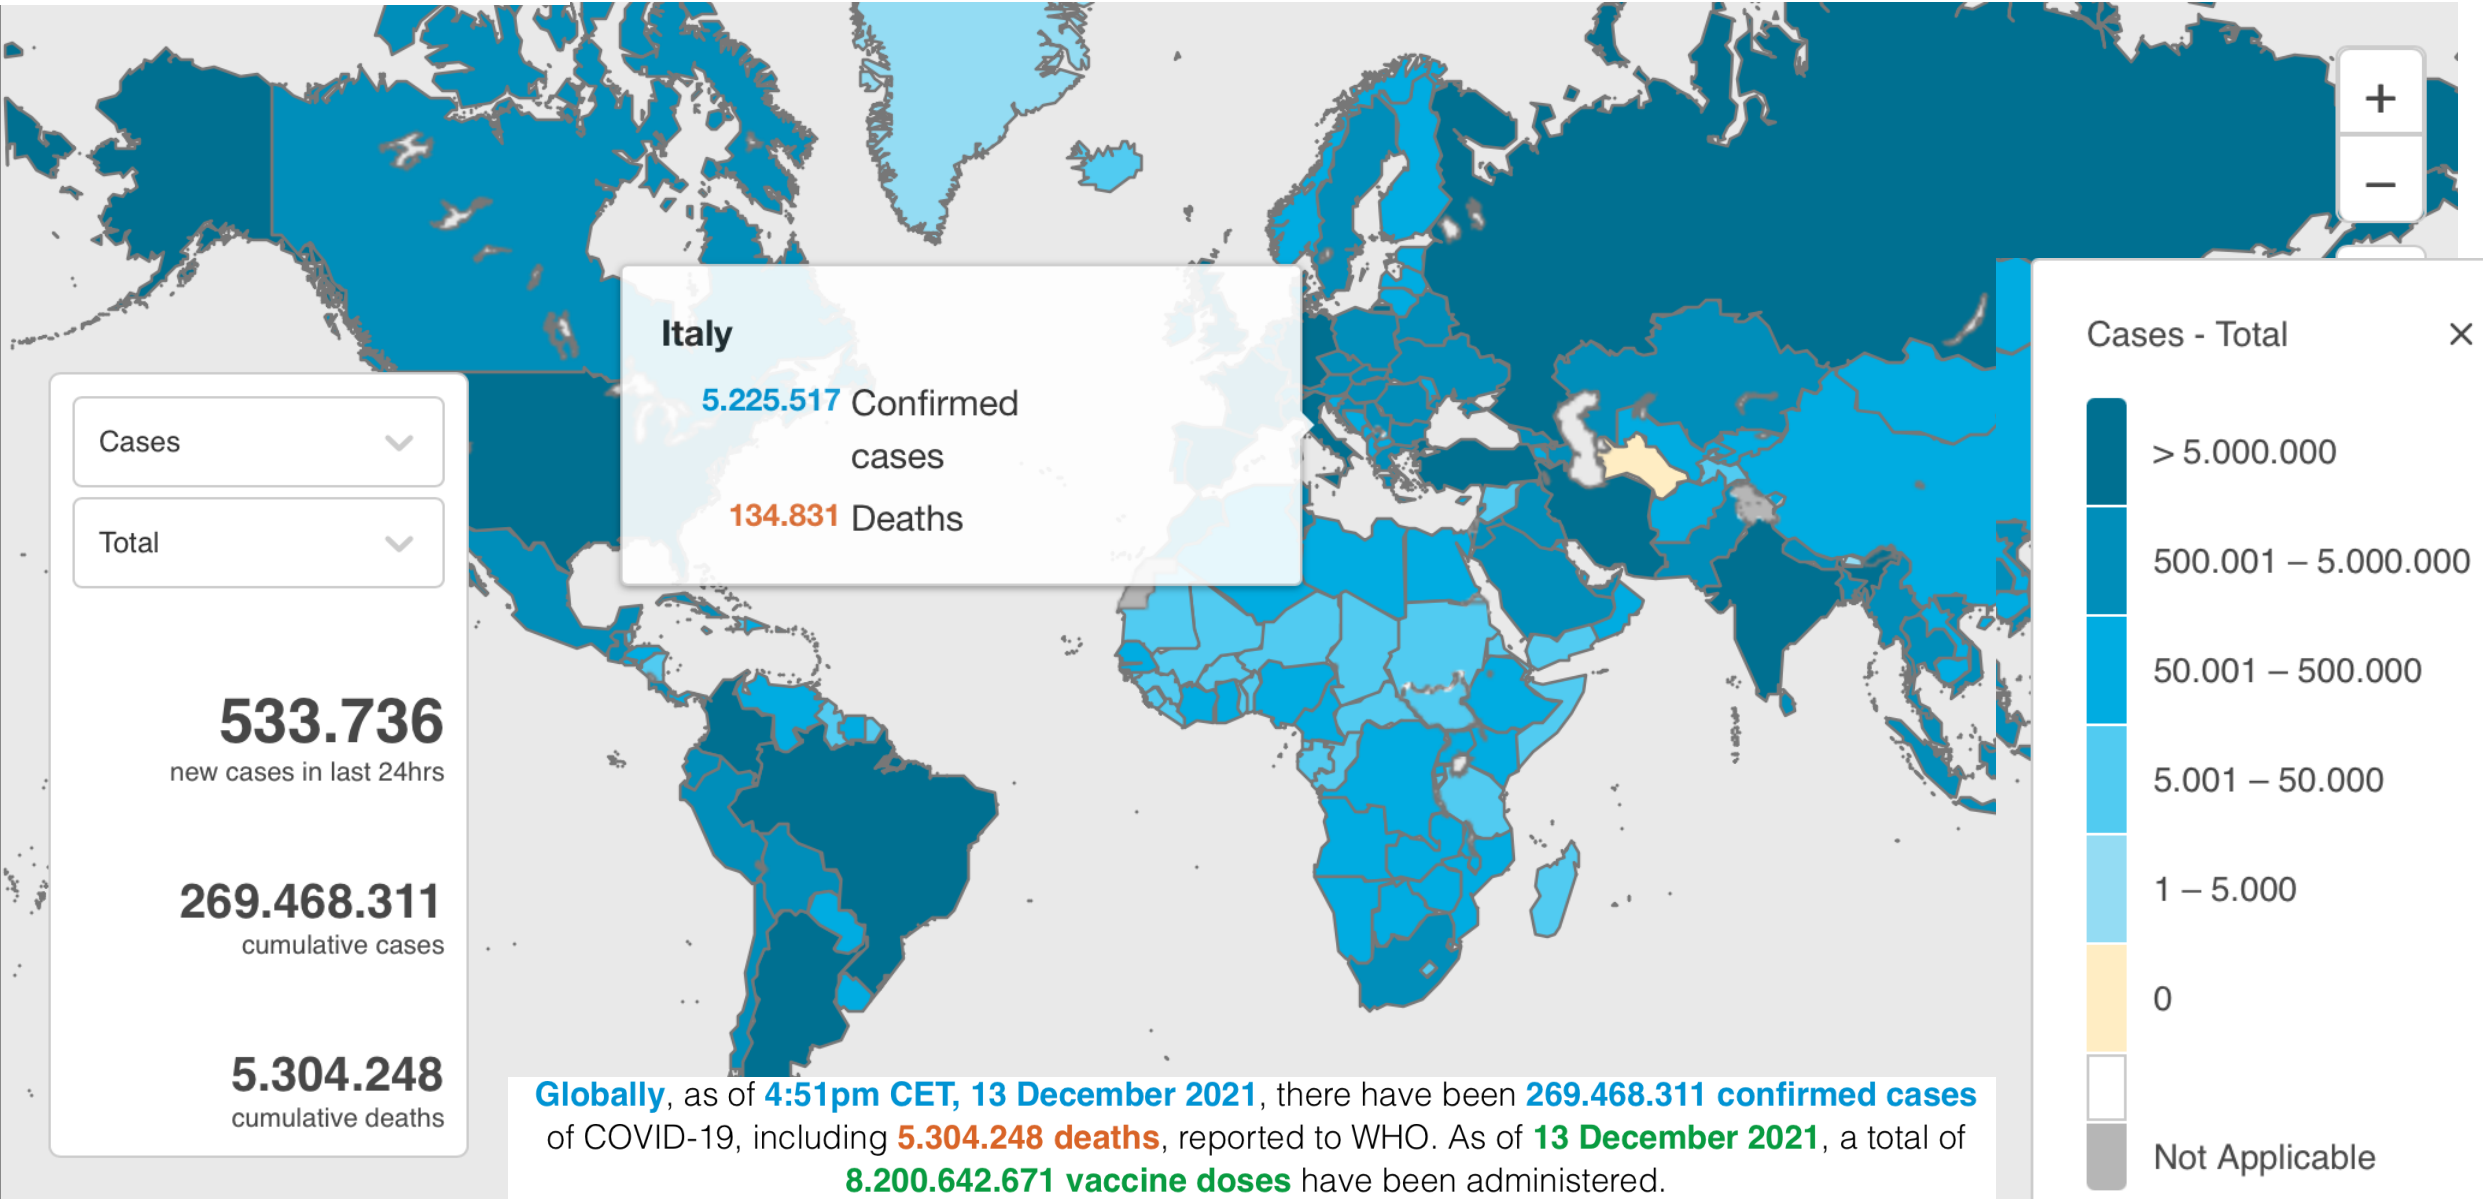 +
−
Italy
5.225.517 Confirmed
cases
134.831 Deaths
Cases
Total
533.736
new cases in last 24hrs
269.468.311
cumulative cases
5.304.248
cumulative deaths
Cases - Total ×
> 5.000.000
500.001 – 5.000.000
50.001 – 500.000
5.001 – 50.000
1 – 5.000
0
Not Applicable
Globally, as of 4:51pm CET, 13 December 2021, there have been 269.468.311 confirmed cases
of COVID-19, including 5.304.248 deaths, reported to WHO. As of 13 December 2021, a total of
8.200.642.671 vaccine doses have been administered.